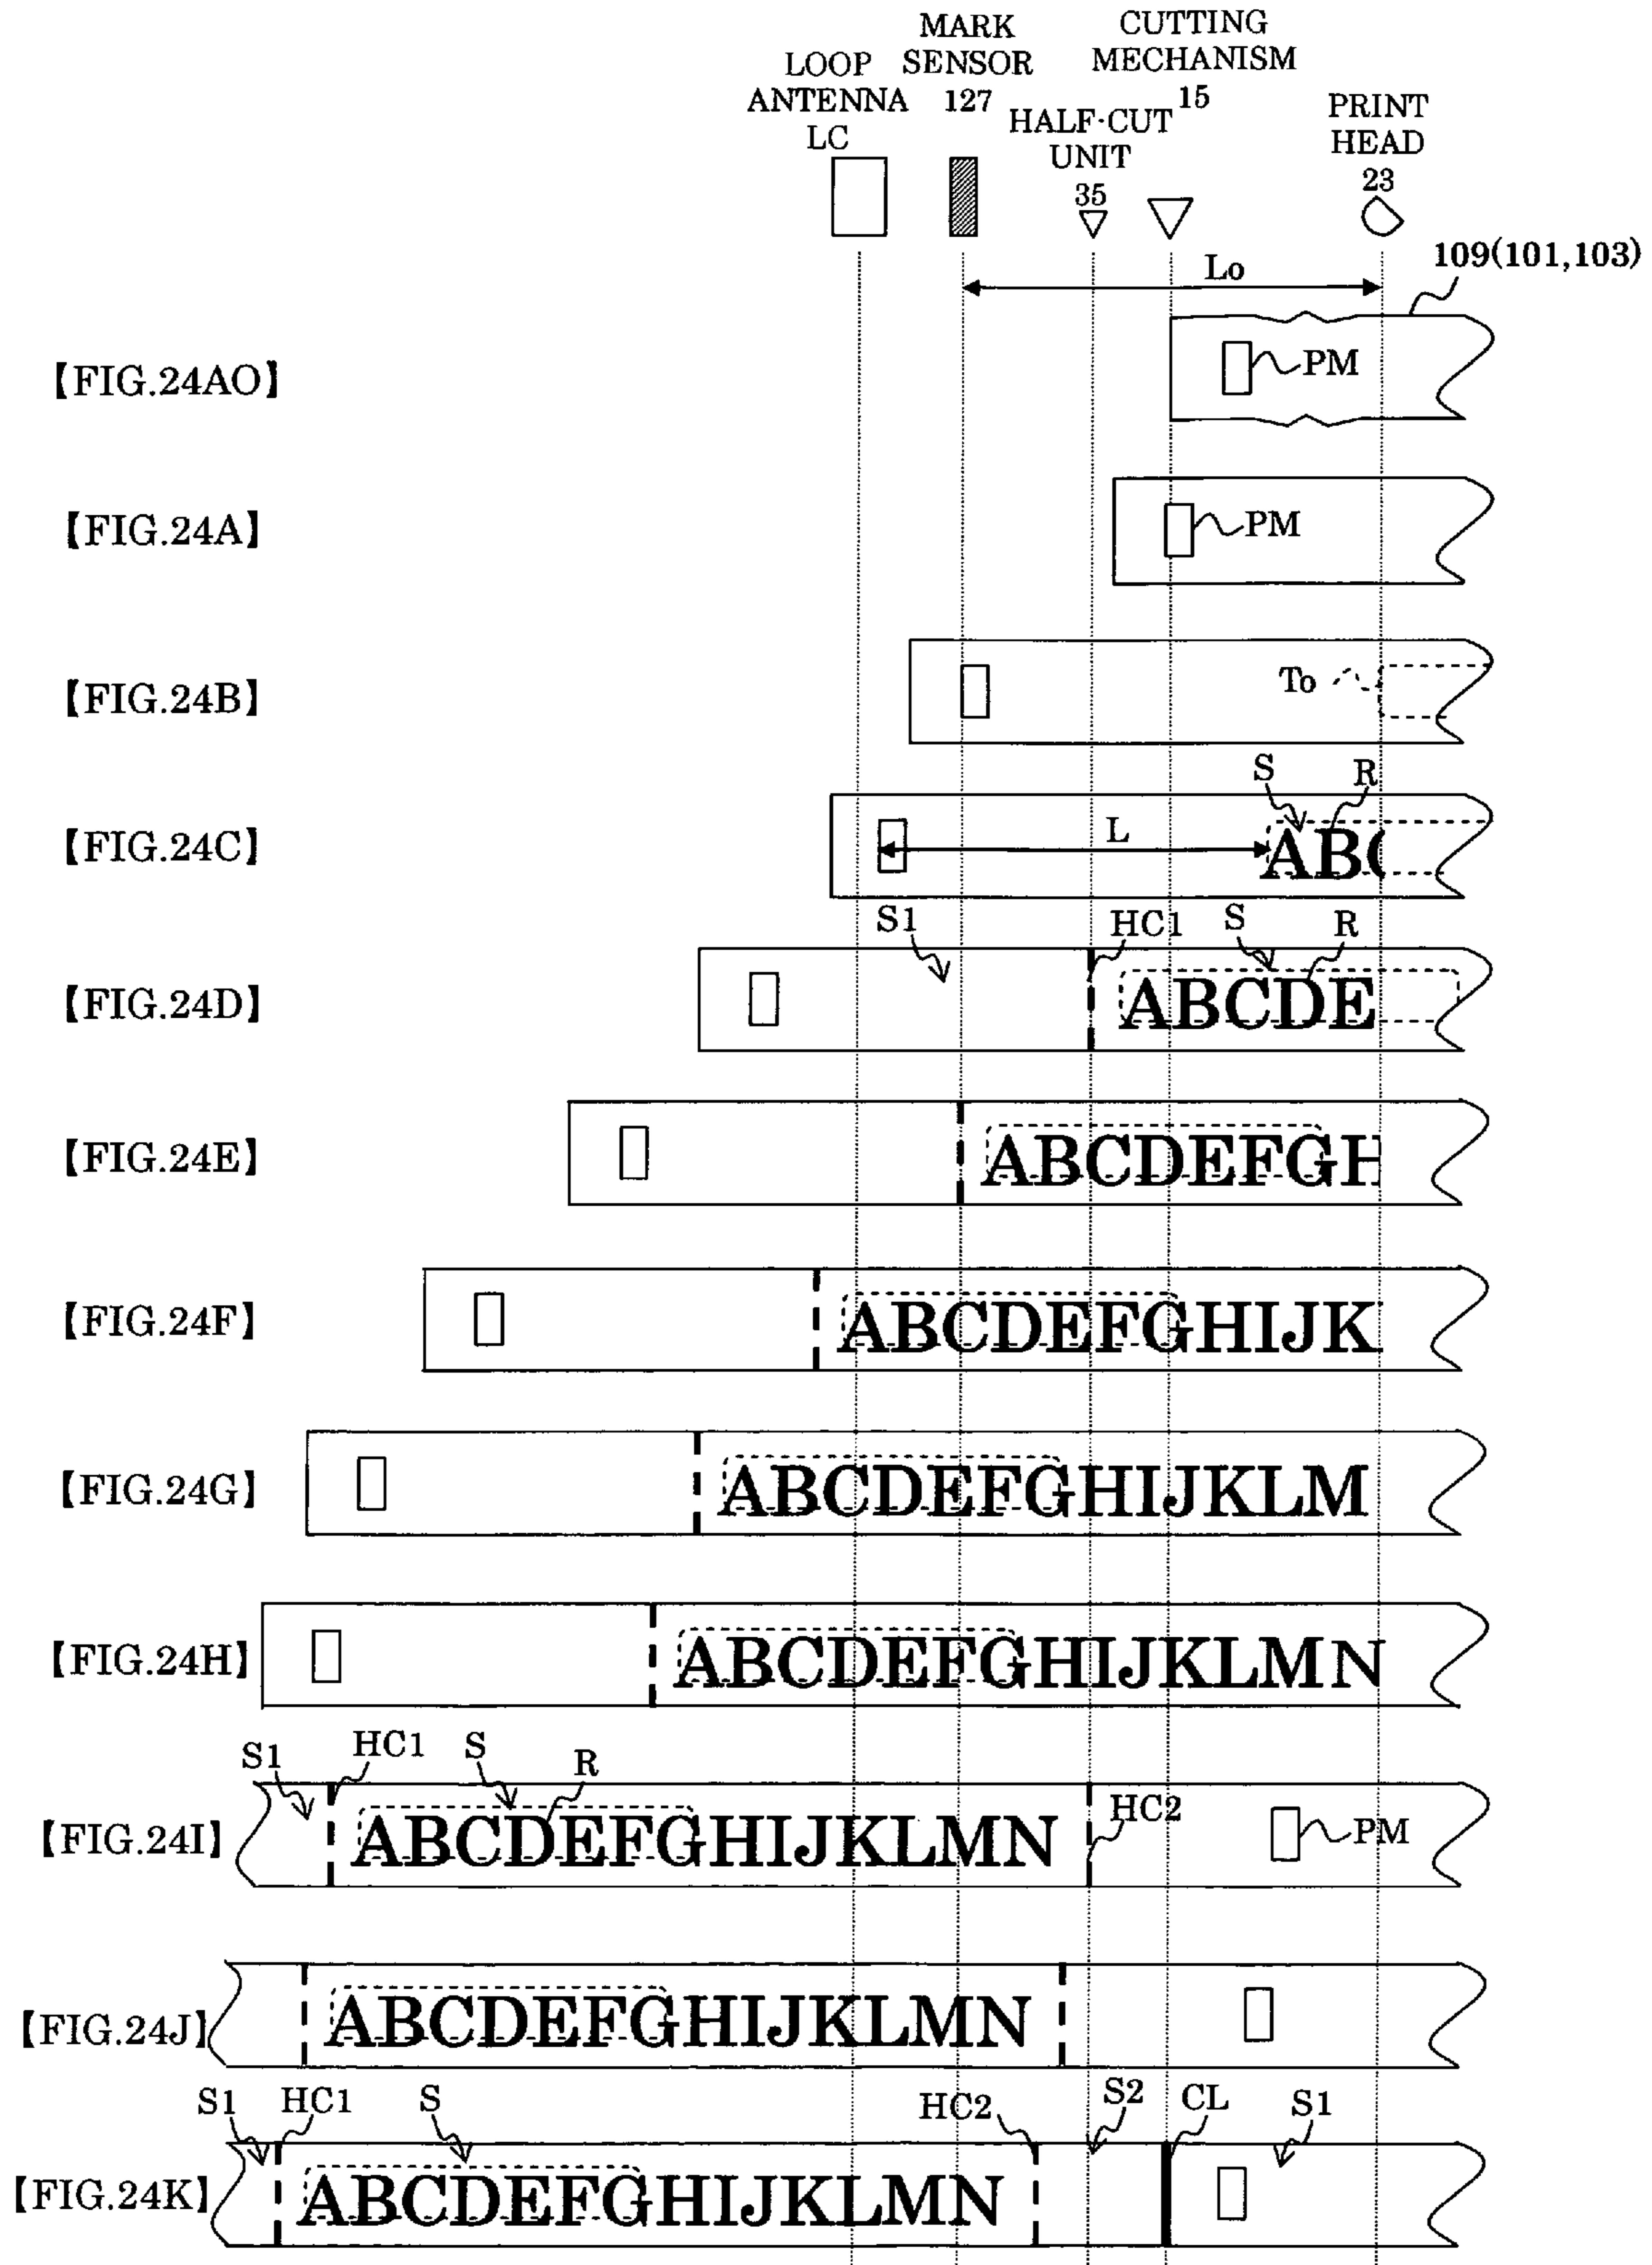 LOOP
ANTENNA
LC
MARK
SENSOR
127
HALF·CUT
UNIT
35
CUTTING
MECHANISM
15
PRINT
HEAD
23
Lo
109(101,103)
【FIG.24AO】
PM
【FIG.24A】
PM
【FIG.24B】
To
【FIG.24C】
L
S
R
ABC
【FIG.24D】
S1
HC1
S
R
ABCDE
【FIG.24E】
ABCDEFGH
【FIG.24F】
ABCDEFGHIJK
【FIG.24G】
ABCDEFGHIJKLM
【FIG.24H】
ABCDEFGHIJKLMN
【FIG.24I】
S1
HC1
S
R
ABCDEFGHIJKLMN
HC2
PM
【FIG.24J】
ABCDEFGHIJKLMN
【FIG.24K】
S1
HC1
S
HC2
S2
CL
S1
ABCDEFGHIJKLMN